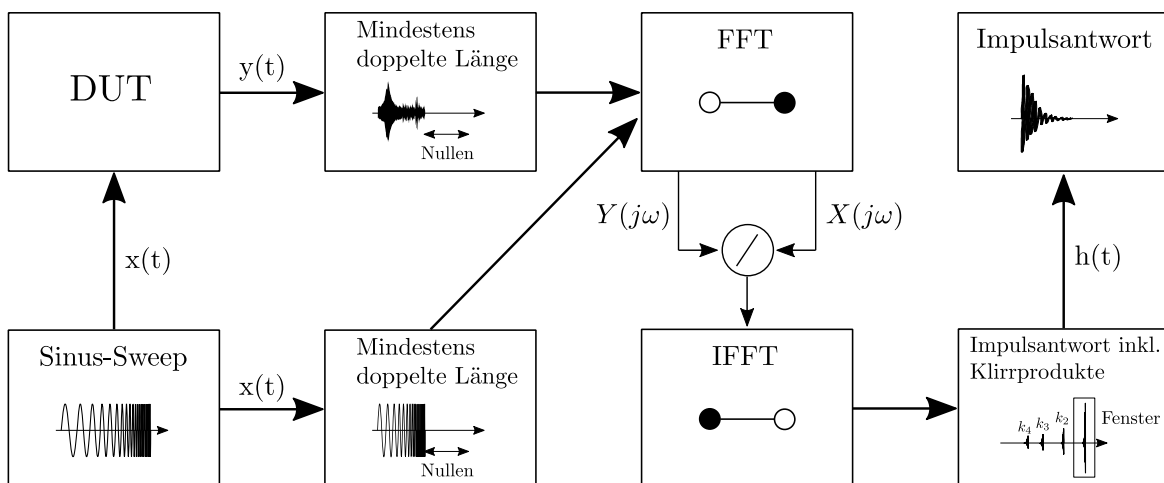 DUT
y(t)
Mindestens
doppelte Länge
Nullen
FFT
Impulsantwort
x(t)
Y(jω)
X(jω)
h(t)
Sinus-Sweep
x(t)
Mindestens
doppelte Länge
Nullen
IFFT
Impulsantwort inkl.
Klirrprodukte
k₄ k₃ k₂
Fenster